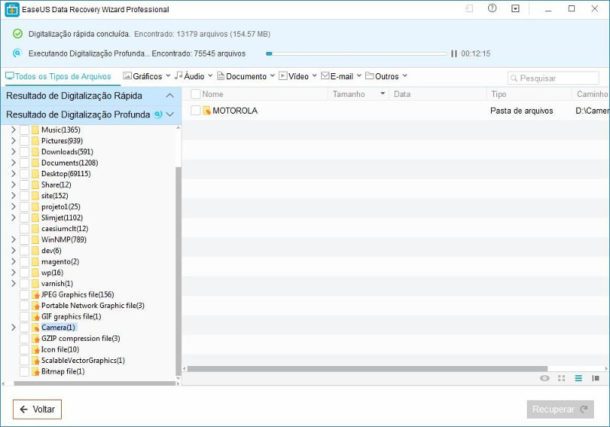 EaseUS Data Recovery Wizard Professional
Digitalização rápida concluída. Encontrado: 13179 arquivos (154.57 MB)
Executando Digitalização Profunda... Encontrado: 75545 arquivos 00:12:15
Todos os Tipos de Arquivos Gráficos Áudio Documento Vídeo E-mail Outros Pesquisar
Resultado de Digitalização Rápida
Resultado de Digitalização Profunda
Nome Tamanho Data Tipo Caminho
MOTOROLA Pasta de arquivos D:\Camer
Music(1365)
Pictures(939)
Downloads(591)
Documents(1208)
Desktop(69115)
Share(12)
site(152)
projeto1(25)
Slimjet(1102)
caesiumclt(12)
WinNMP(789)
dev(6)
magento(2)
wp(16)
varnish(1)
JPEG Graphics file(156)
Portable Network Graphic file(3)
GIF graphics file(1)
Camera(1)
GZIP compression file(3)
Icon file(10)
ScalableVectorGraphics(1)
Bitmap file(1)
Voltar
Recuperar